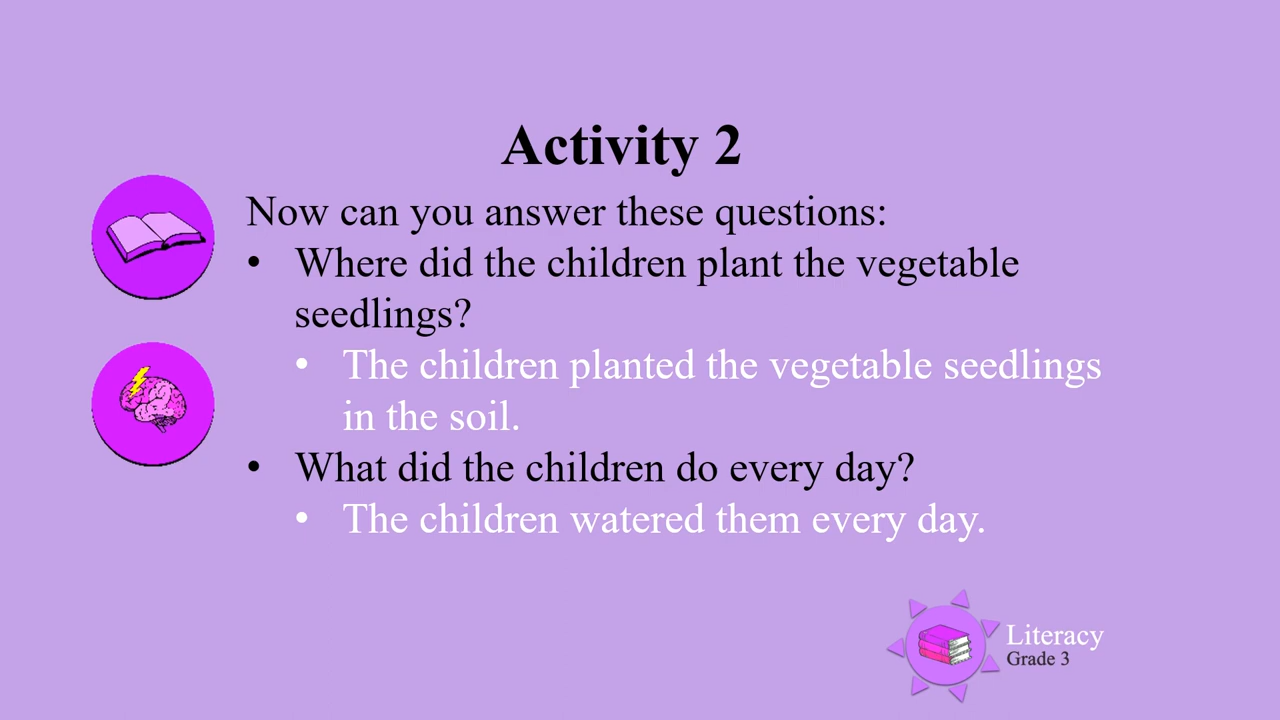 Activity 2
Now can you answer these questions:
• Where did the children plant the vegetable
seedlings?
• The children planted the vegetable seedlings
in the soil.
• What did the children do every day?
• The children watered them every day.
Literacy
Grade 3